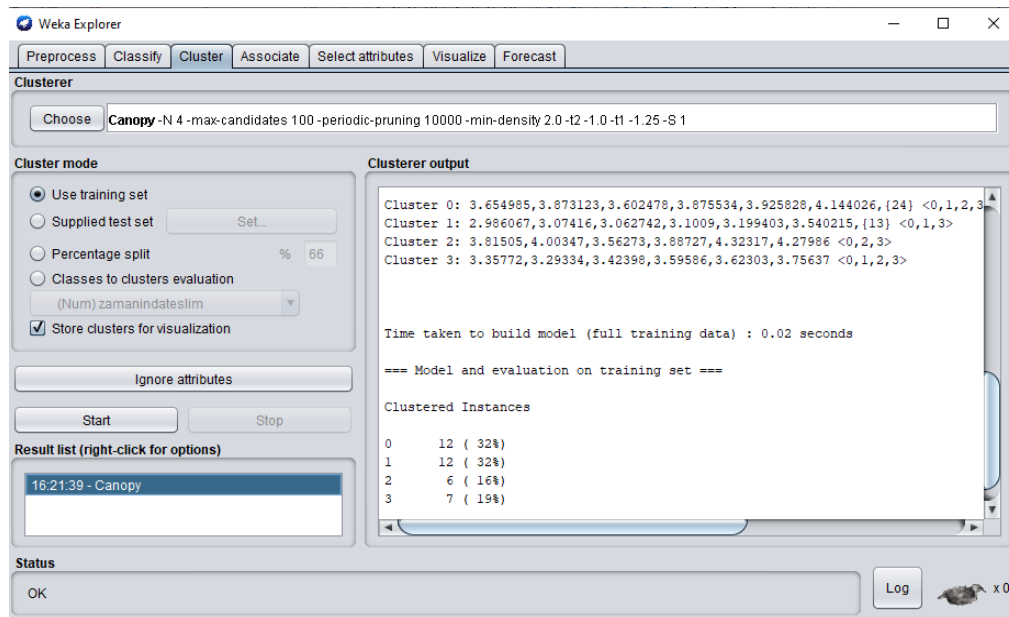 Weka Explorer
Preprocess Classify Cluster Associate Select attributes Visualize Forecast
Clusterer
Choose Canopy -N 4 -max-candidates 100 -periodic-pruning 10000 -min-density 2.0 -t2 -1.0 -t1 -1.25 -S 1
Cluster mode
Use training set
Supplied test set Set...
Percentage split % 66
Classes to clusters evaluation
(Num) zamanindateslim
Store clusters for visualization
Ignore attributes
Start Stop
Result list (right-click for options)
16:21:39 - Canopy
Clusterer output
Cluster 0: 3.654985,3.873123,3.602478,3.875534,3.925828,4.144026,{24} <0,1,2,3
Cluster 1: 2.986067,3.07416,3.062742,3.1009,3.199403,3.540215,{13} <0,1,3>
Cluster 2: 3.81505,4.00347,3.56273,3.88727,4.32317,4.27986 <0,2,3>
Cluster 3: 3.35772,3.29334,3.42398,3.59586,3.62303,3.75637 <0,1,2,3>
Time taken to build model (full training data) : 0.02 seconds
=== Model and evaluation on training set ===
Clustered Instances
0 12 ( 32%)
1 12 ( 32%)
2 6 ( 16%)
3 7 ( 19%)
Status
OK
Log
x 0